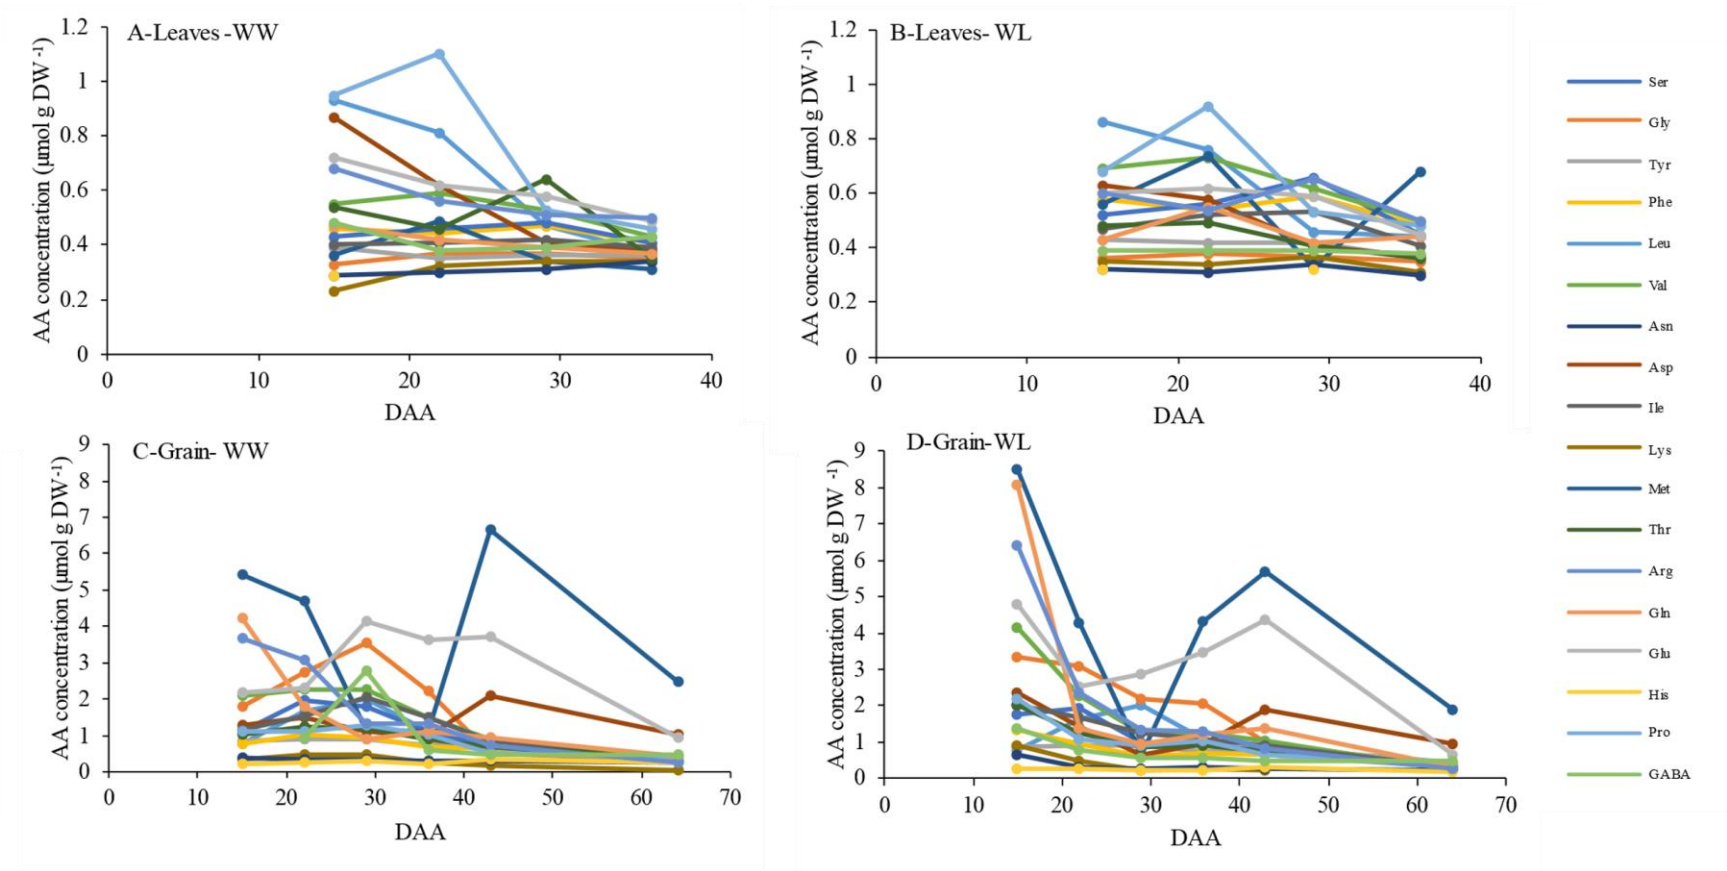 A-Leaves -WW
AA concentration (µmol g DW -1)
1.2
1
0.8
0.6
0.4
0.2
0
0 10 20 30 40
DAA
B-Leaves- WL
AA concentration (µmol g DW -1)
1.2
1
0.8
0.6
0.4
0.2
0
0 10 20 30 40
DAA
C-Grain- WW
AA concentration (µmol g DW -1)
9
8
7
6
5
4
3
2
1
0
0 10 20 30 40 50 60 70
DAA
D-Grain-WL
AA concentration (µmol g DW -1)
9
8
7
6
5
4
3
2
1
0
0 10 20 30 40 50 60 70
DAA
Ser
Gly
Tyr
Phe
Leu
Val
Asn
Asp
Ile
Lys
Met
Thr
Arg
Gln
Glu
His
Pro
GABA